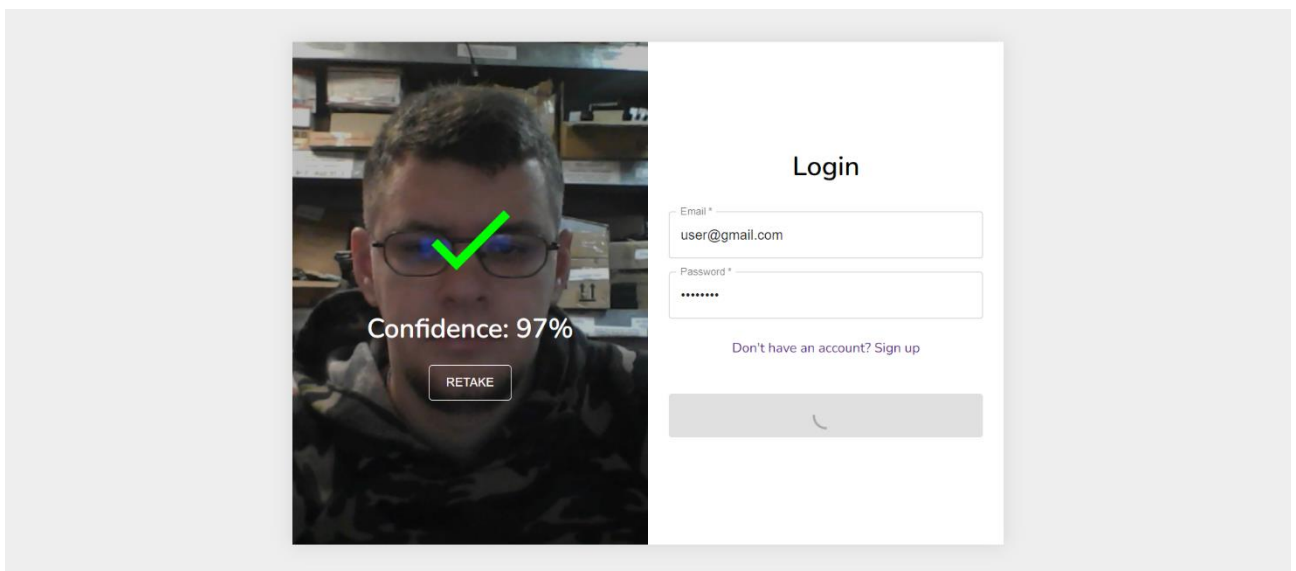 Confidence: 97%
RETAKE
Login
Email *
user@gmail.com
Password *
••••••••
Don't have an account? Sign up